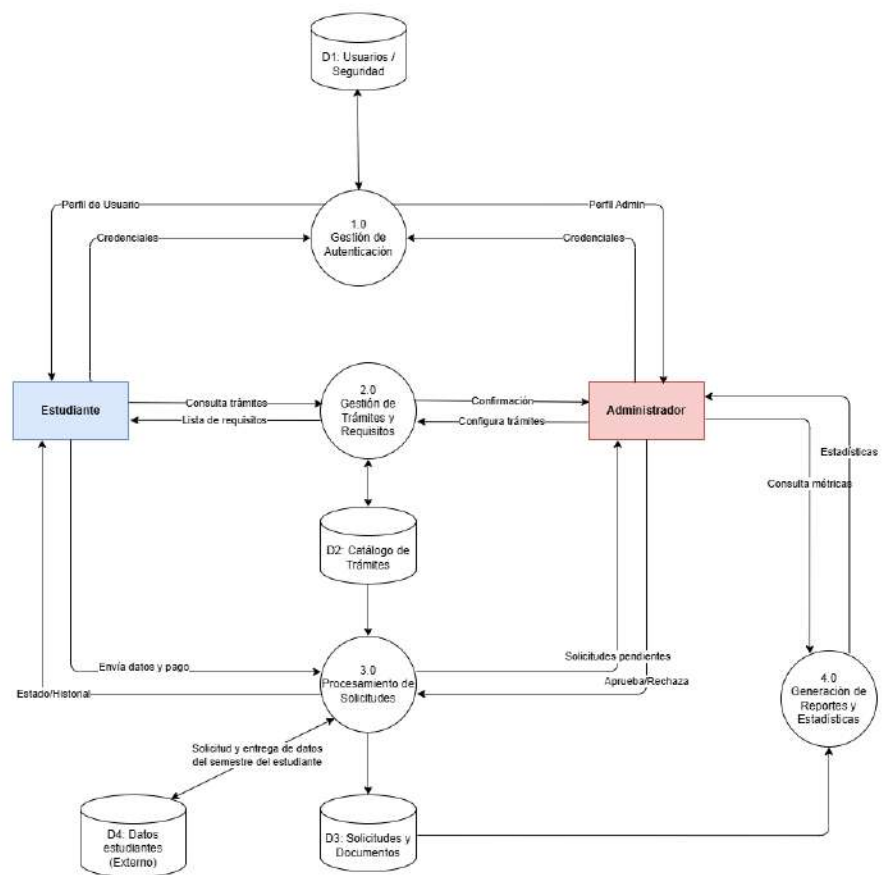 D1: Usuarios /
Seguridad
Perfil de Usuario
Perfil Admin
1.0
Gestión de
Autenticación
Credenciales
Credenciales
Estudiante
Consulta trámites
Lista de requisitos
2.0
Gestión de
Trámites y
Requisitos
Confirmación
Configura trámites
Administrador
Estadísticas
Consulta métricas
D2: Catálogo de
Trámites
Envía datos y pago
Estado/Historial
3.0
Procesamiento de
Solicitudes
Solicitudes pendientes
Aprueba/Rechaza
4.0
Generación de
Reportes y
Estadísticas
Solicitud y entrega de datos
del semestre del estudiante
D4: Datos
estudiantes
(Externo)
D3: Solicitudes y
Documentos